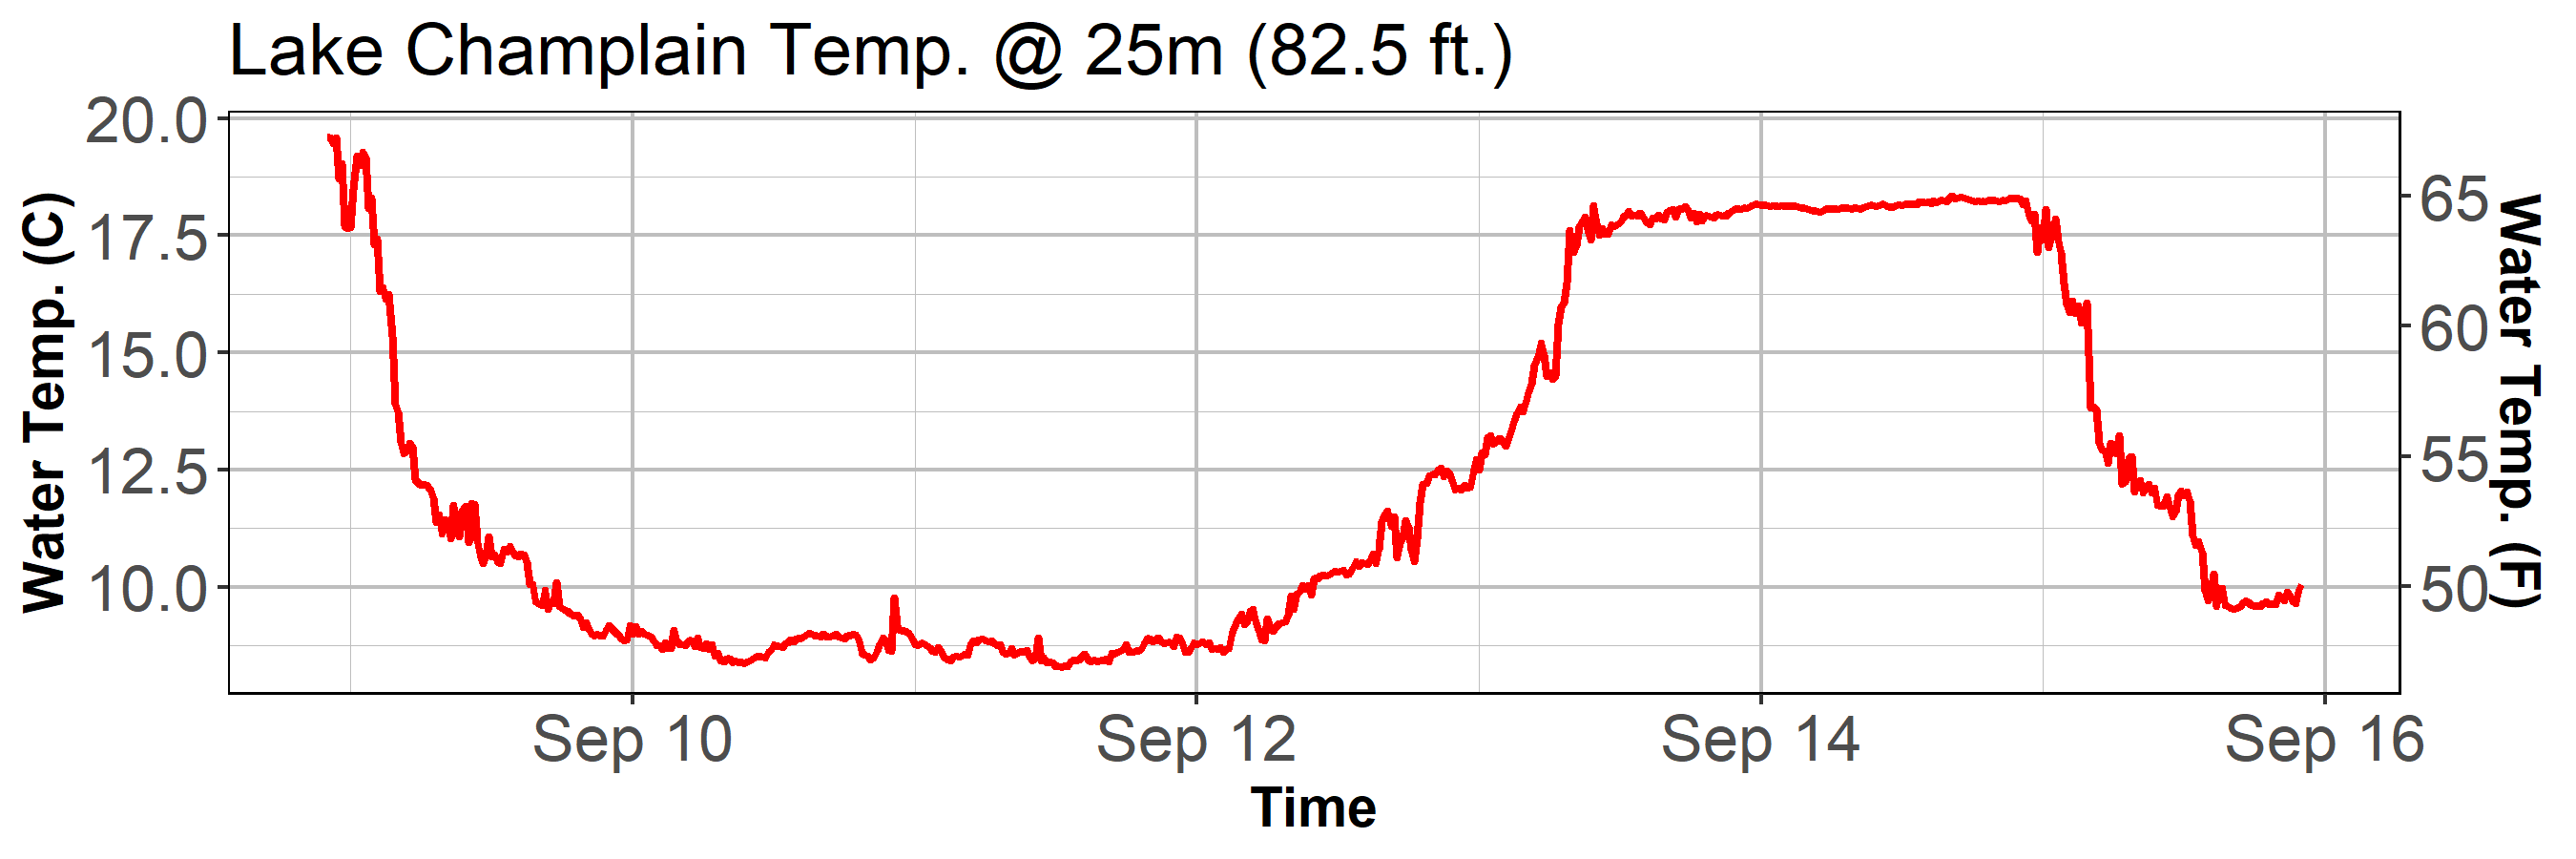 Lake Champlain Temp. @ 25m (82.5 ft.)
Water Temp. (C)
20.0
17.5
15.0
12.5
10.0
65
60
55
50
Water Temp. (F)
Sep 10
Sep 12
Sep 14
Sep 16
Time